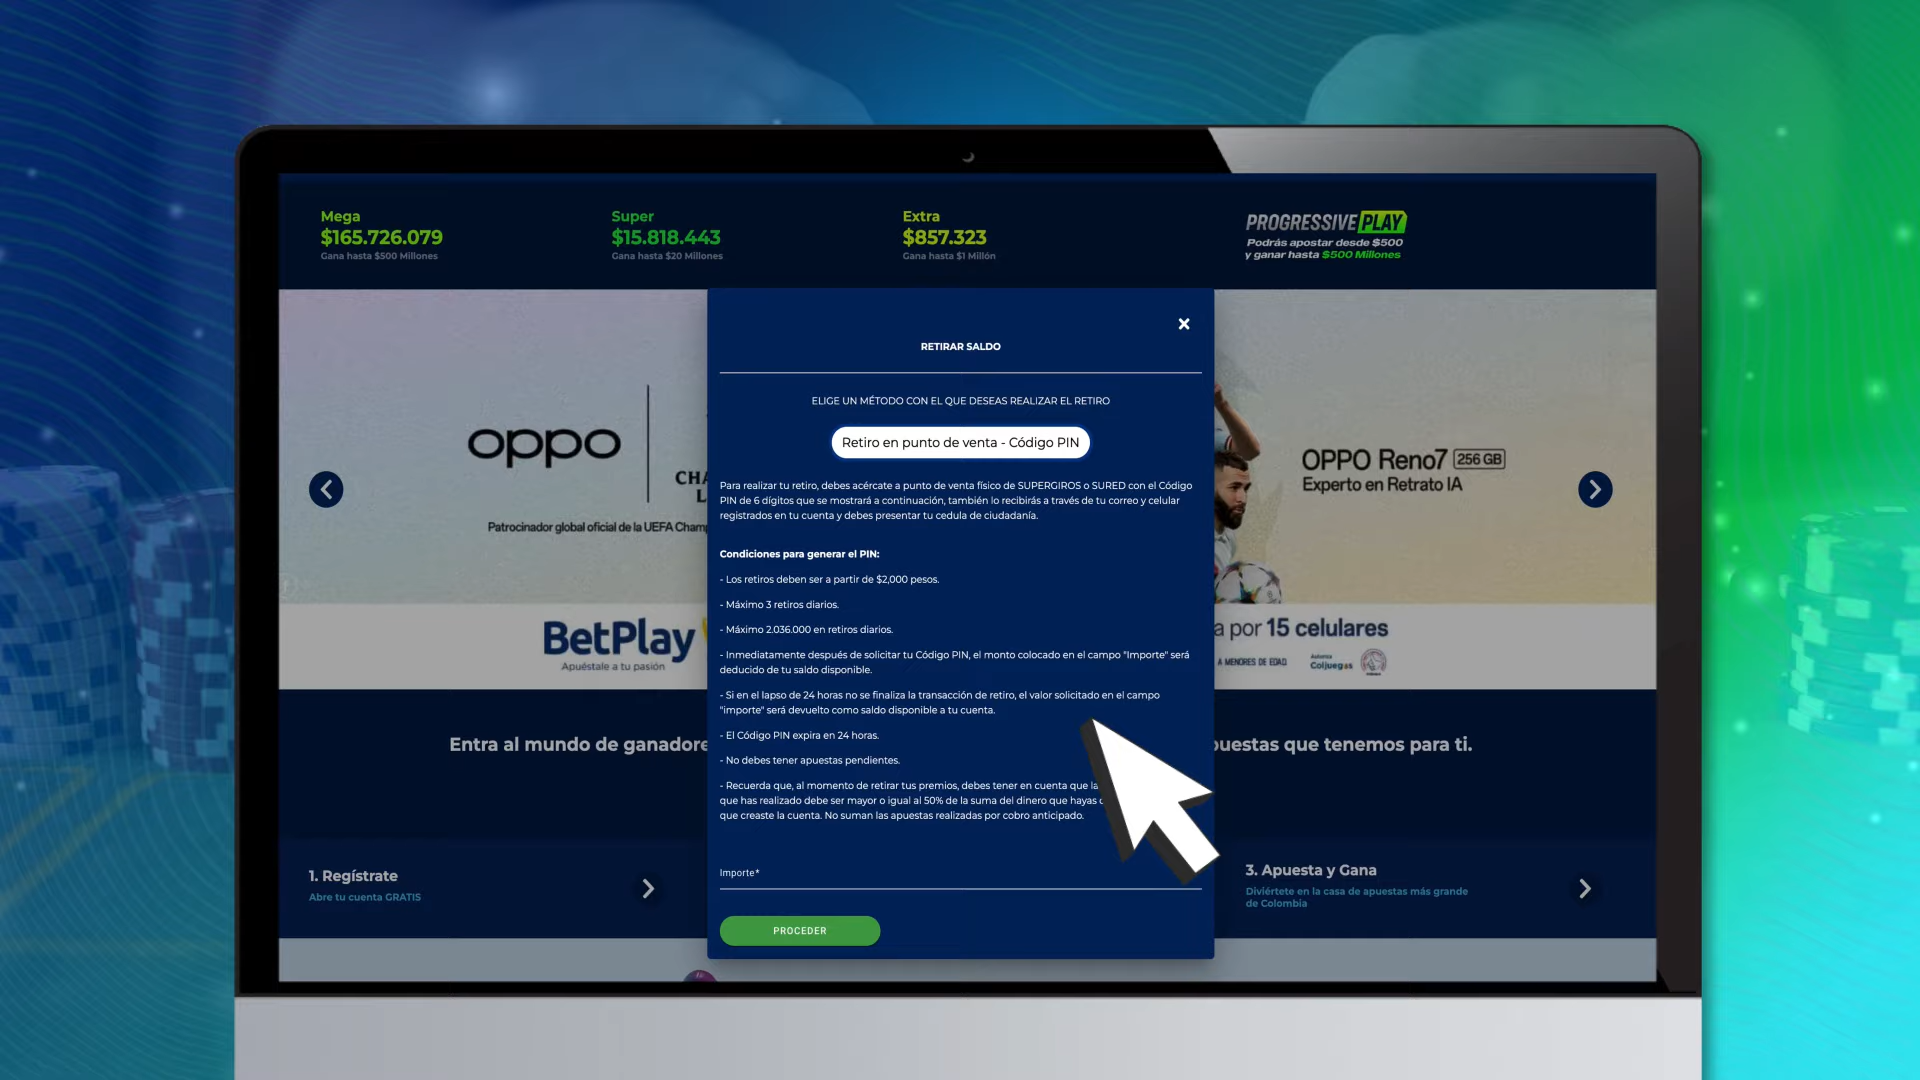 Mega
$165.726.079
Gana hasta $500 Millones
Super
$15.818.443
Gana hasta $20 Millones
Extra
$857.323
Gana hasta $1 Millón
PROGRESSIVE PLAY
Podrás apostar desde $500
y ganar hasta $500 Millones
RETIRAR SALDO
ELIGE UN MÉTODO CON EL QUE DESEAS REALIZAR EL RETIRO
Retiro en punto de venta - Código PIN
Para realizar tu retiro, debes acércate a punto de venta físico de SUPERGIROS o SURED con el Código
PIN de 6 dígitos que se mostrará a continuación, también lo recibirás a través de tu correo y celular
registrados en tu cuenta y debes presentar tu cedula de ciudadanía.
Condiciones para generar el PIN:
- Los retiros deben ser a partir de $2,000 pesos.
- Máximo 3 retiros diarios.
- Máximo 2.036.000 en retiros diarios.
- Inmediatamente después de solicitar tu Código PIN, el monto colocado en el campo "Importe" será
deducido de tu saldo disponible.
- Si en el lapso de 24 horas no se finaliza la transacción de retiro, el valor solicitado en el campo
"importe" será devuelto como saldo disponible a tu cuenta.
- El Código PIN expira en 24 horas.
- No debes tener apuestas pendientes.
- Recuerda que, al momento de retirar tus premios, debes tener en cuenta que
que has realizado debe ser mayor o igual al 50% de la suma del dinero que hayas
que creaste la cuenta. No suman las apuestas realizadas por cobro anticipado.
Importe*
PROCEDER
oppo
Patrocinador global oficial de la UEFA
OPPO Reno7 256 GB
Experto en Retrato IA
BetPlay
Apuéstale a tu pasión
a por 15 celulares
A MENORES DE EDAD
Autoriza
Coljuegos
Entra al mundo de
que tenemos para ti.
1. Regístrate
Abre tu cuenta GRATIS
3. Apuesta y Gana
Diviértete en la casa de apuestas más grande
de Colombia